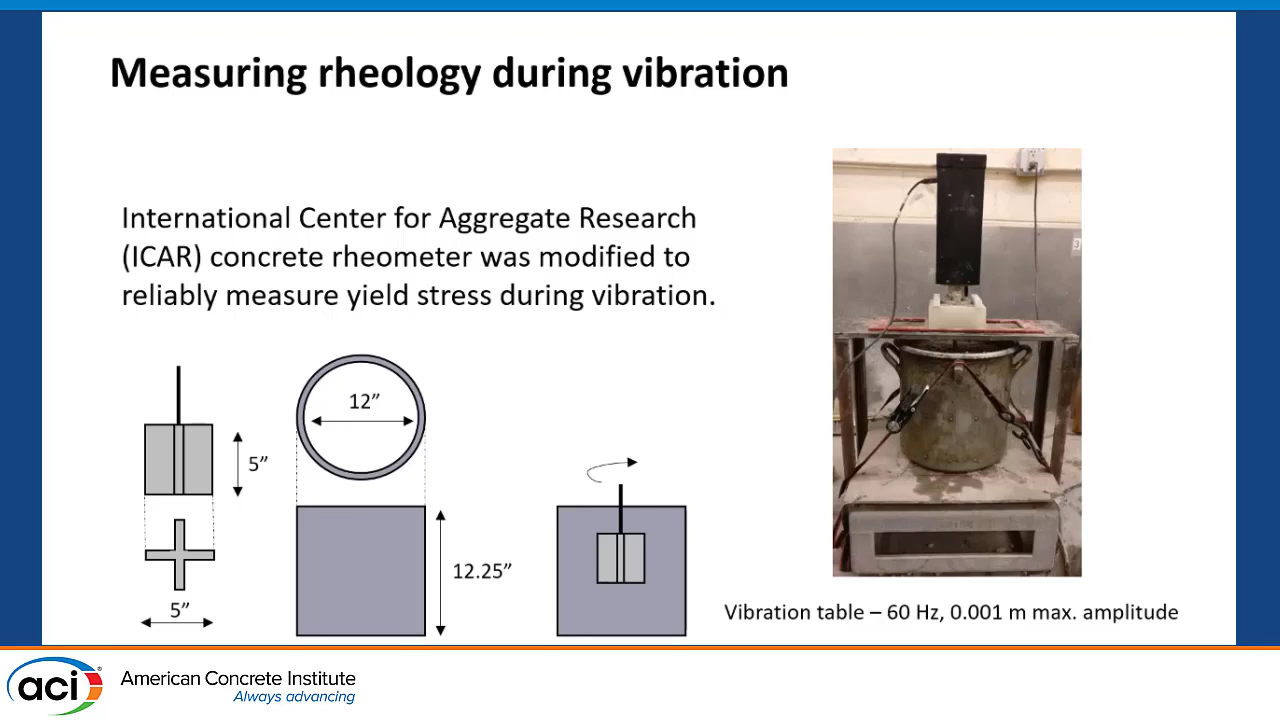 Measuring rheology during vibration
International Center for Aggregate Research
(ICAR) concrete rheometer was modified to
reliably measure yield stress during vibration.
12”
5”
12.25”
5”
Vibration table – 60 Hz, 0.001 m max. amplitude
3
aci®
American Concrete Institute
Always advancing